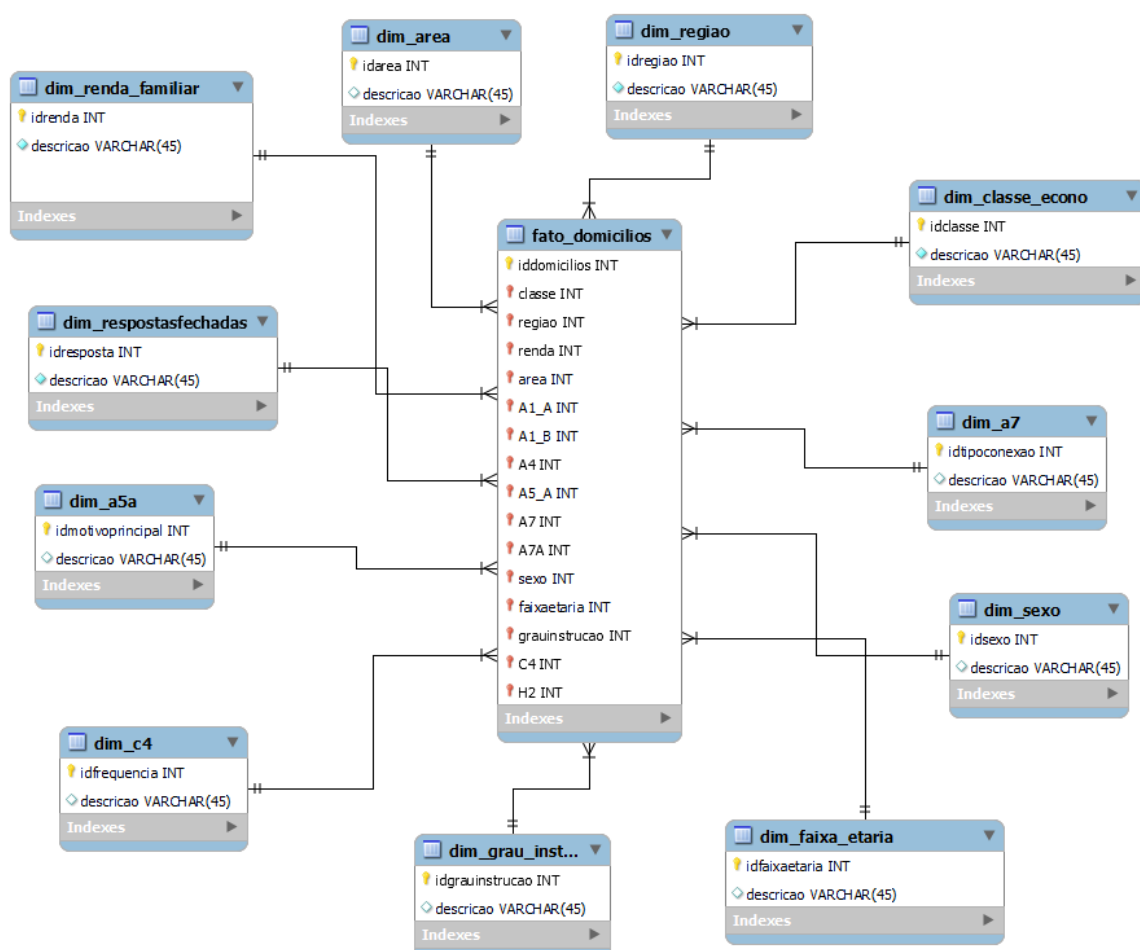 dim_area
idarea INT
descricao VARCHAR(45)
Indexes
dim_regiao
idregiao INT
descricao VARCHAR(45)
Indexes
dim_renda_familiar
idrenda INT
descricao VARCHAR(45)
Indexes
dim_classe_econo
idclasse INT
descricao VARCHAR(45)
Indexes
fato_domicilios
iddomicilios INT
classe INT
regiao INT
renda INT
area INT
A1_A INT
A1_B INT
A4 INT
A5_A INT
A7 INT
A7A INT
sexo INT
faixaetaria INT
grauinstrucao INT
C4 INT
H2 INT
Indexes
dim_respostasfechadas
idresposta INT
descricao VARCHAR(45)
Indexes
dim_a7
idtipoconexao INT
descricao VARCHAR(45)
Indexes
dim_a5a
idmotivoprincipal INT
descricao VARCHAR(45)
Indexes
dim_sexo
idsexo INT
descricao VARCHAR(45)
Indexes
dim_c4
idfrequencia INT
descricao VARCHAR(45)
Indexes
dim_grau_inst...
idgrauinstrucao INT
descricao VARCHAR(45)
Indexes
dim_faixa_etaria
idfaixaetaria INT
descricao VARCHAR(45)
Indexes